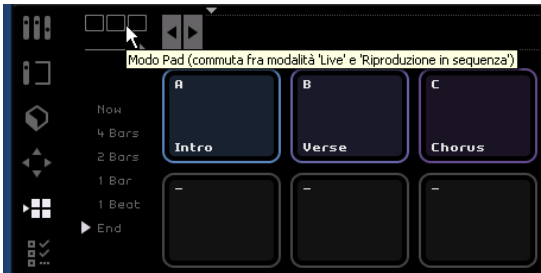 Modo Pad (commuta fra modalità 'Live' e 'Riproduzione in sequenza')
A
B
C
Intro
Verse
Chorus
Now
4 Bars
2 Bars
1 Bar
1 Beat
End
–
–
–